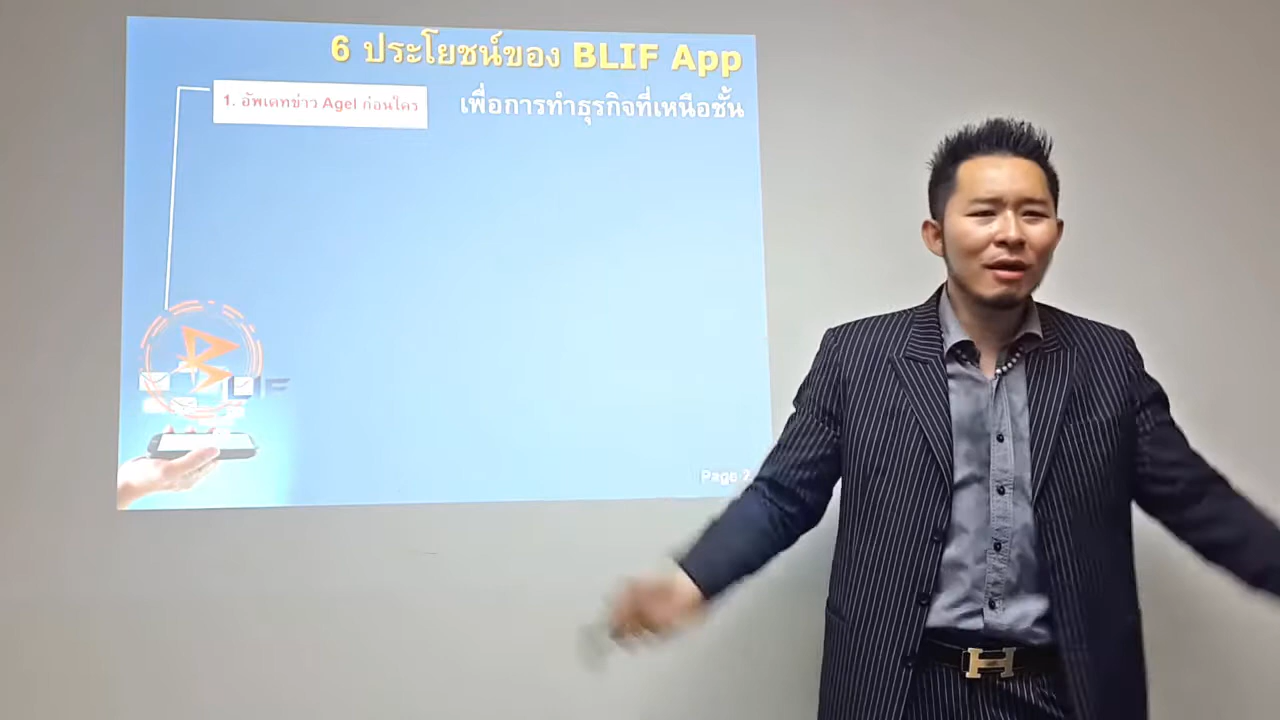 6 ประโยชน์ของ BLIF App
1. อัพเดทข่าว Agel ก่อนใคร
เพื่อการทำธุรกิจที่เหนือชั้น
Page 2